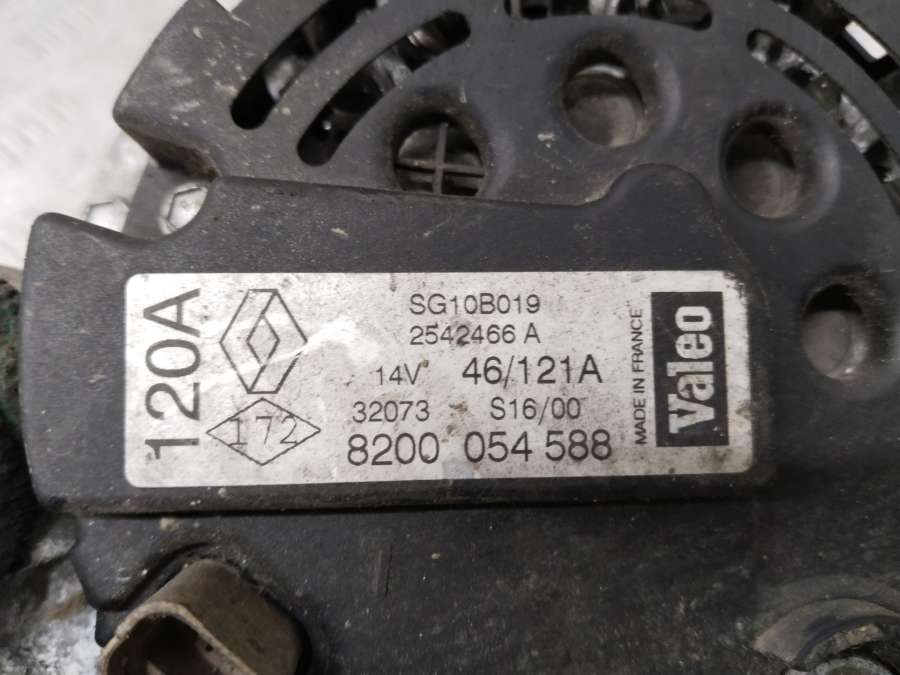 120A
SG10B019
2542466 A
14V 46/121A
32073 S16/00
172
8200 054 588
MADE IN FRANCE
Valeo